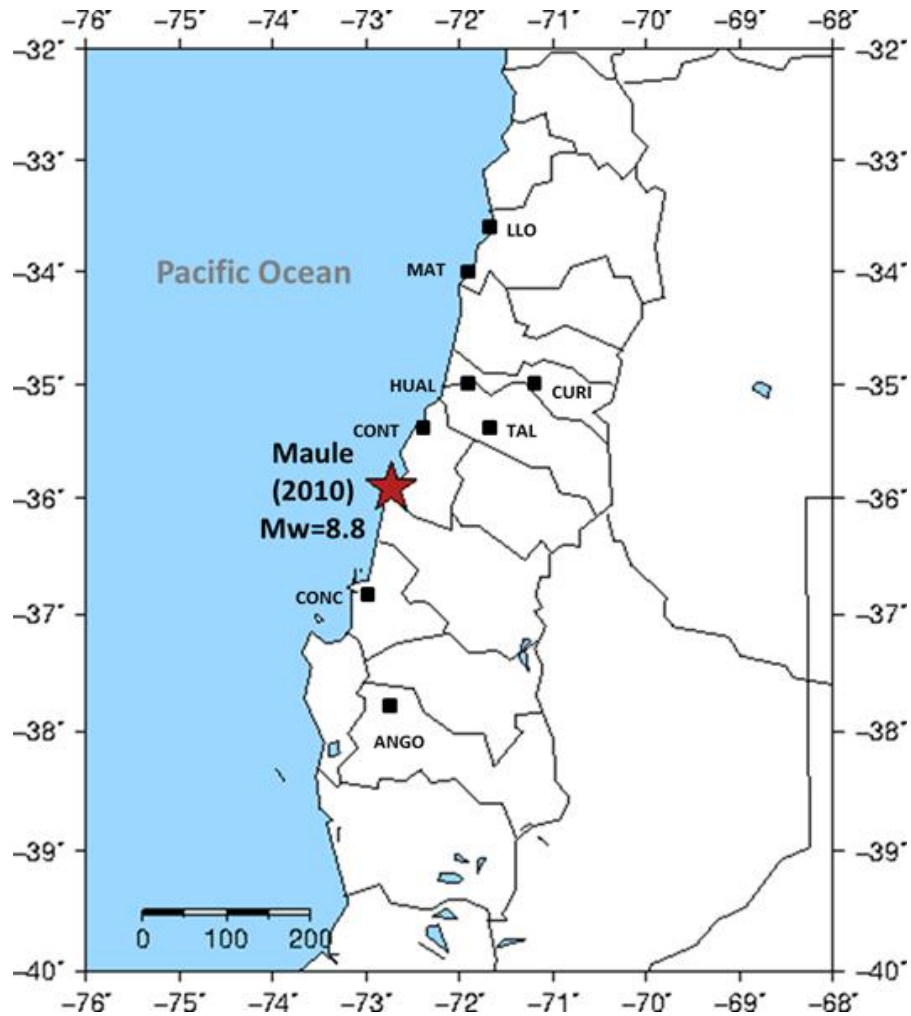 −76° −75° −74° −73° −72° −71° −70° −69° −68°
−32° −32°
−33° −33°
LLO
Pacific Ocean MAT −34° −34°
−35° −35°
HUAL CURI
CONT TAL
Maule
(2010)
−36° −36°
Mw=8.8
CONC
−37° −37°
−38° −38°
ANGO
−39° −39°
0 100 200
−40° −40°
−76° −75° −74° −73° −72° −71° −70° −69° −68°